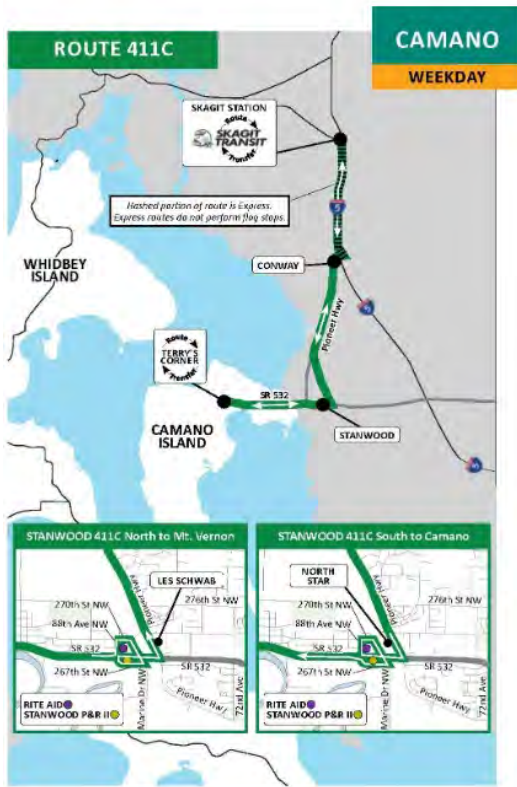 ROUTE 411C
CAMANO
WEEKDAY
SKAGIT STATION
Route
SKAGIT
TRANSIT
Transfer
Hashed portion of route is Express.
Express routes do not perform flag stops.
5
WHIDBEY
ISLAND
CONWAY
5
Pioneer Hwy
Route
TERRY'S
CORNER
Transfer
SR 532
CAMANO
ISLAND
STANWOOD
5
STANWOOD 411C North to Mt. Vernon
LES SCHWAB
Pioneer Hwy
270th St NW
276th St NW
88th Ave NW
SR 532
267th St NW
SR 532
Marine Dr NW
Pioneer Hwy
72nd Ave
RITE AID
STANWOOD P&R II
STANWOOD 411C South to Camano
NORTH
STAR
Pioneer Hwy
270th St NW
276th St NW
88th Ave NW
SR 532
267th St NW
SR 532
Marine Dr NW
Pioneer Hwy
72nd Ave
RITE AID
STANWOOD P&R II